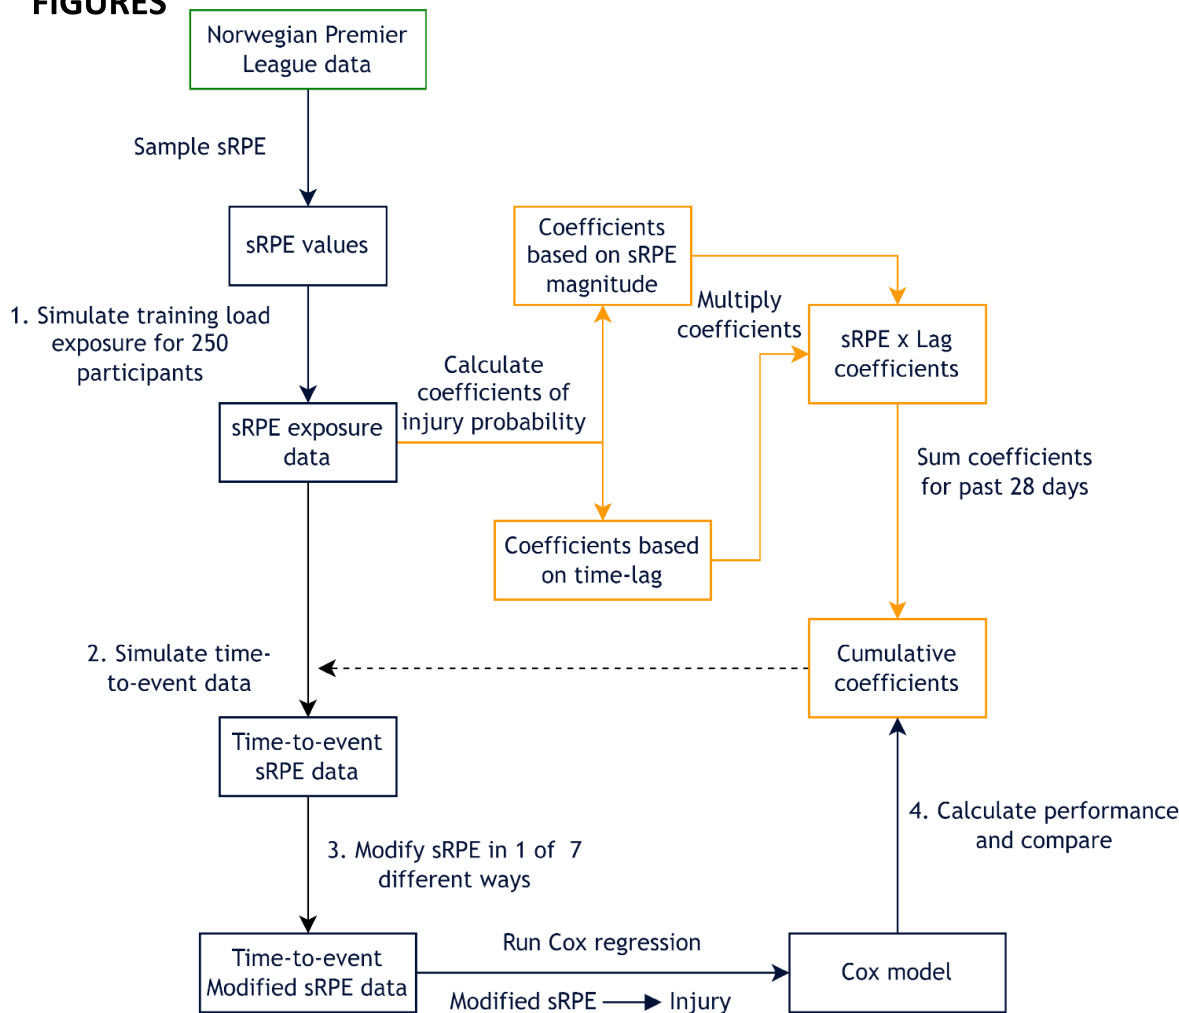 FIGURES
Norwegian Premier
League data
Sample sRPE
sRPE values
1. Simulate training load
exposure for 250
participants
sRPE exposure
data
Calculate
coefficients of
injury probability
Coefficients
based on sRPE
magnitude
Multiply
coefficients
sRPE x Lag
coefficients
Coefficients based
on time-lag
Sum coefficients
for past 28 days
Cumulative
coefficients
2. Simulate time-
to-event data
Time-to-event
sRPE data
3. Modify sRPE in 1 of 7
different ways
4. Calculate performance
and compare
Time-to-event
Modified sRPE data
Run Cox regression
Modified sRPE Injury
Cox model